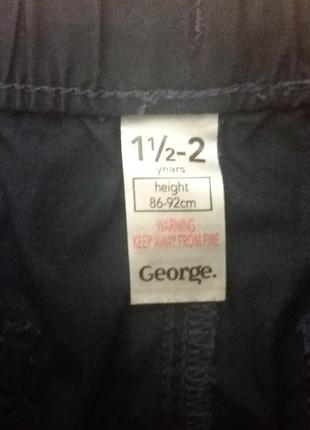 1½-2
years
height
86-92cm
WARNING
KEEP AWAY FROM FIRE
George.